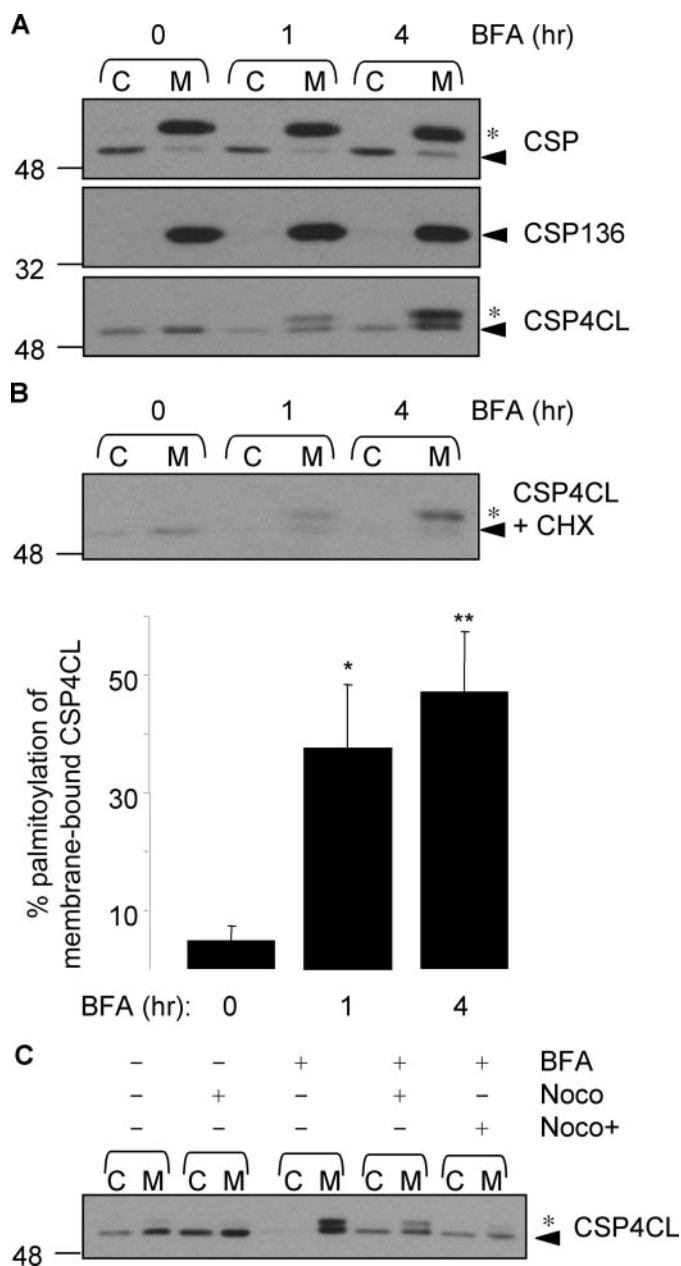 A
0 1 4 BFA (hr)
C M C M C M
* CSP
48
CSP136
32
* CSP4CL
48
B
0 1 4 BFA (hr)
C M C M C M
CSP4CL
* + CHX
48
% palmitoylation of
membrane-bound CSP4CL
50
30
10
* **
BFA (hr): 0 1 4
C
– – + + + BFA
– + – + – Noco
– – – – + Noco+
C M C M C M C M C M
* CSP4CL
48